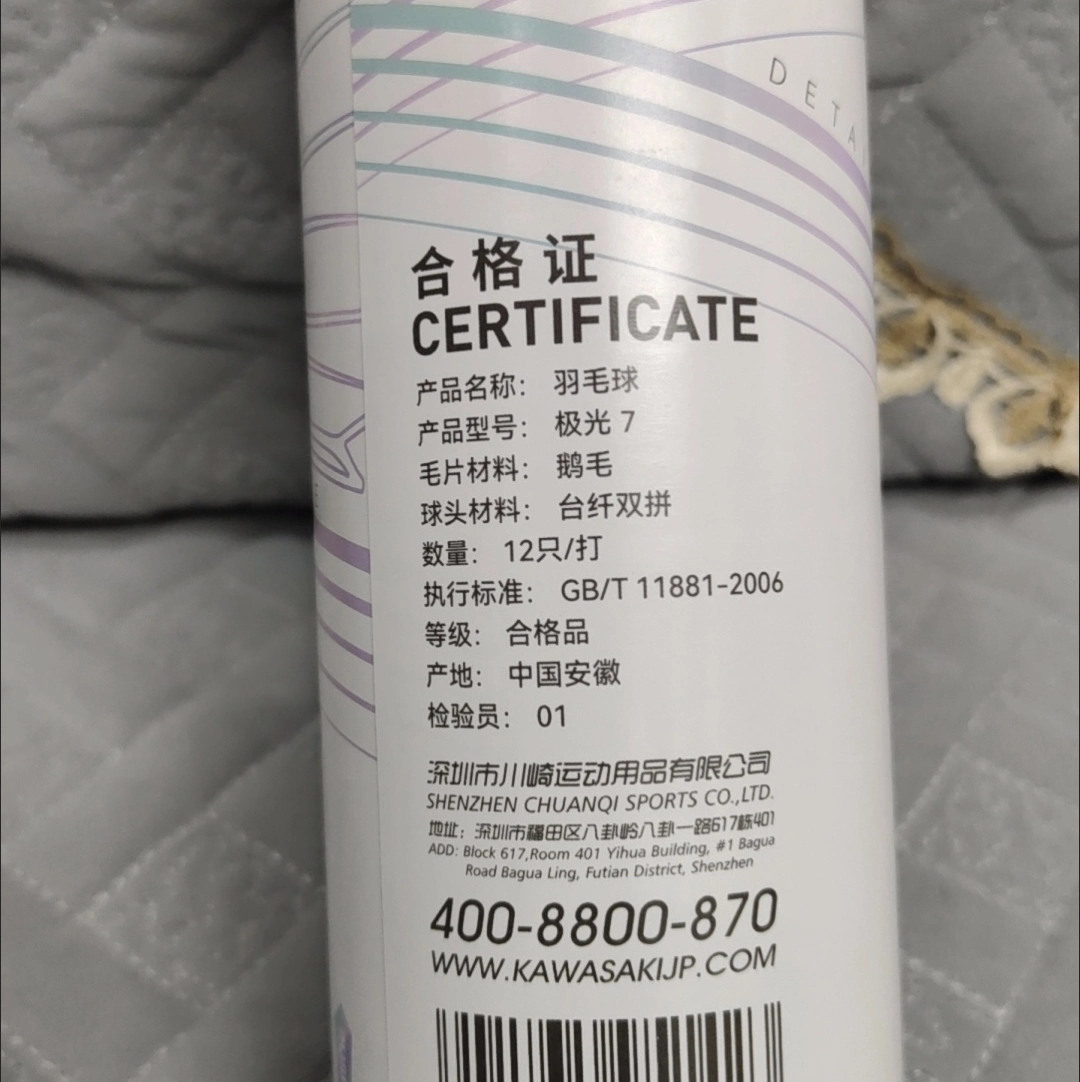 DETA
合格证
CERTIFICATE
产品名称： 羽毛球
产品型号： 极光 7
毛片材料： 鹅毛
球头材料： 台纤双拼
数量： 12只/打
执行标准： GB/T 11881-2006
等级： 合格品
产地： 中国安徽
检验员： 01
深圳市川崎运动用品有限公司
SHENZHEN CHUANQI SPORTS CO.,LTD.
地址：深圳市福田区八卦岭八卦一路617栋401
ADD: Block 617,Room 401 Yihua Building, #1 Bagua
Road Bagua Ling, Futian District, Shenzhen
400-8800-870
WWW.KAWASAKIJP.COM